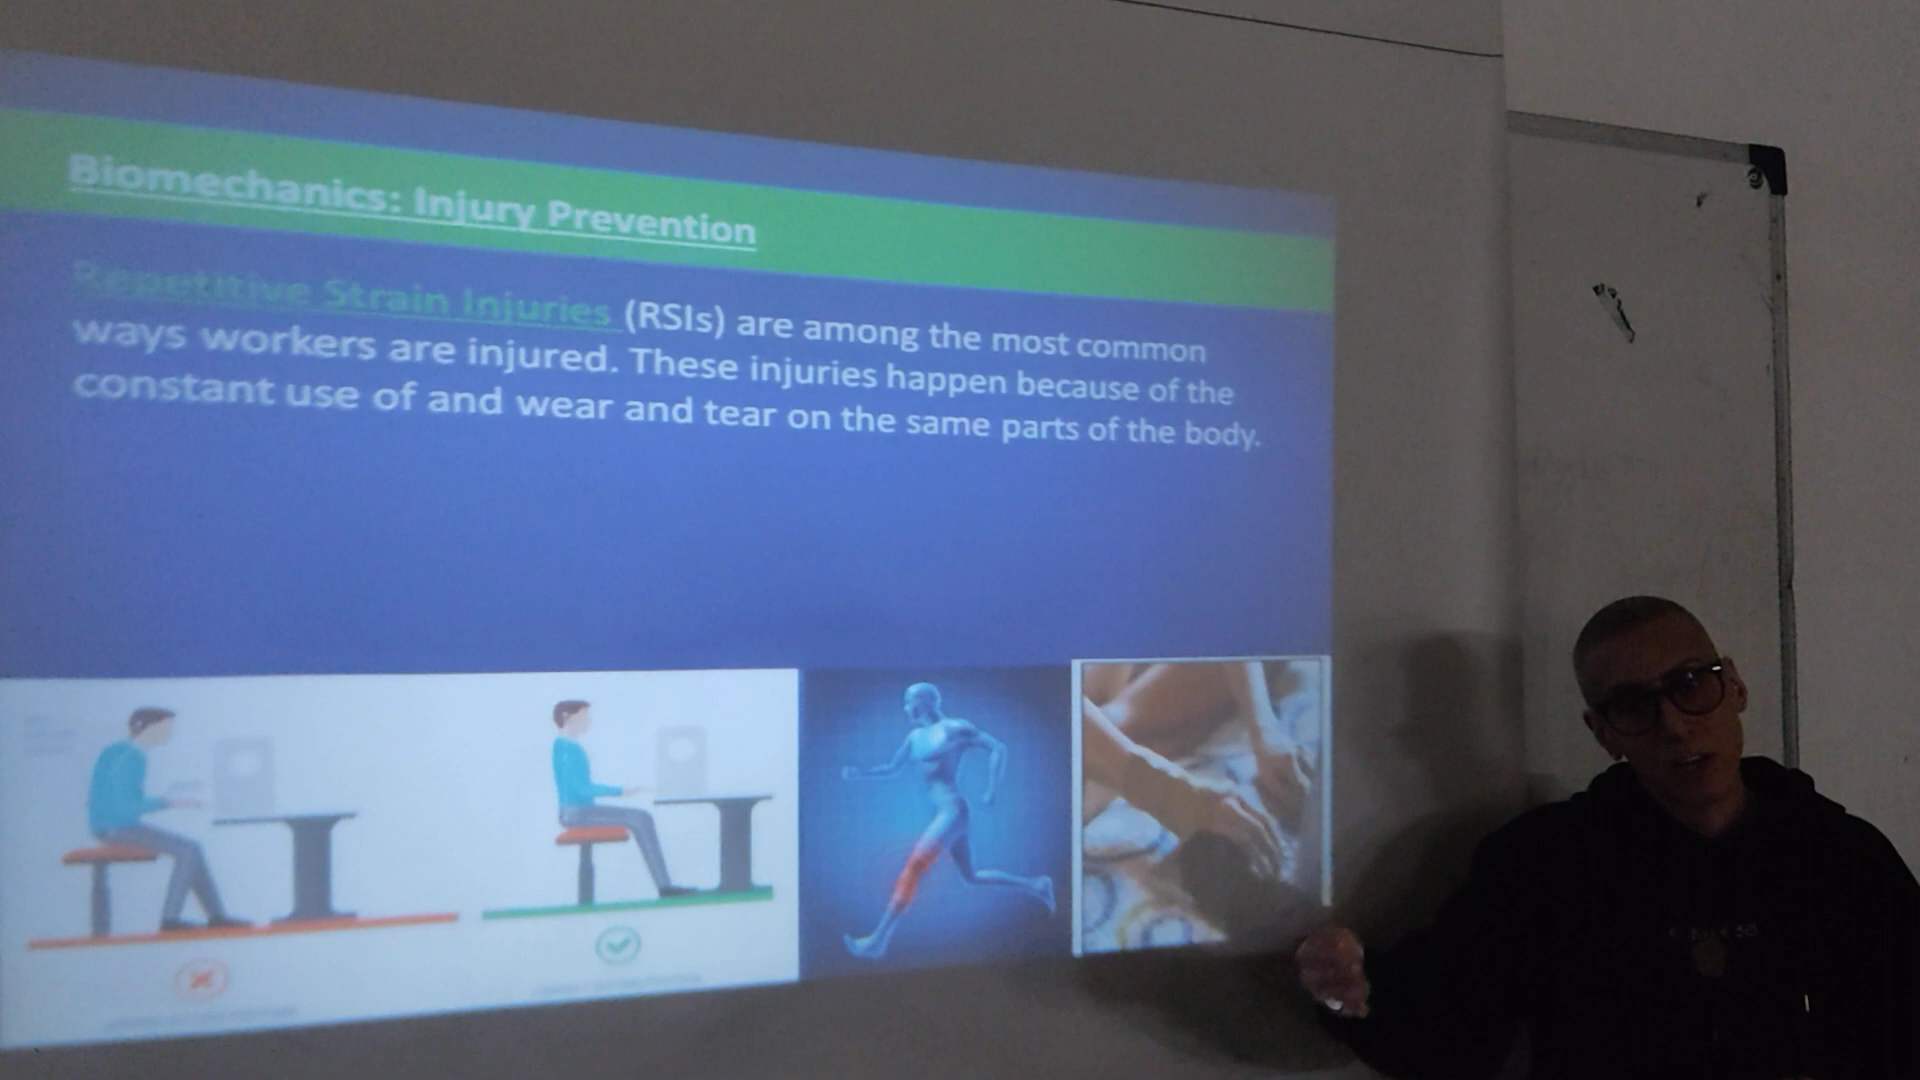 Biomechanics: Injury Prevention
Repetitive Strain Injuries (RSIs) are among the most common
ways workers are injured. These injuries happen because of the
constant use of and wear and tear on the same parts of the body.